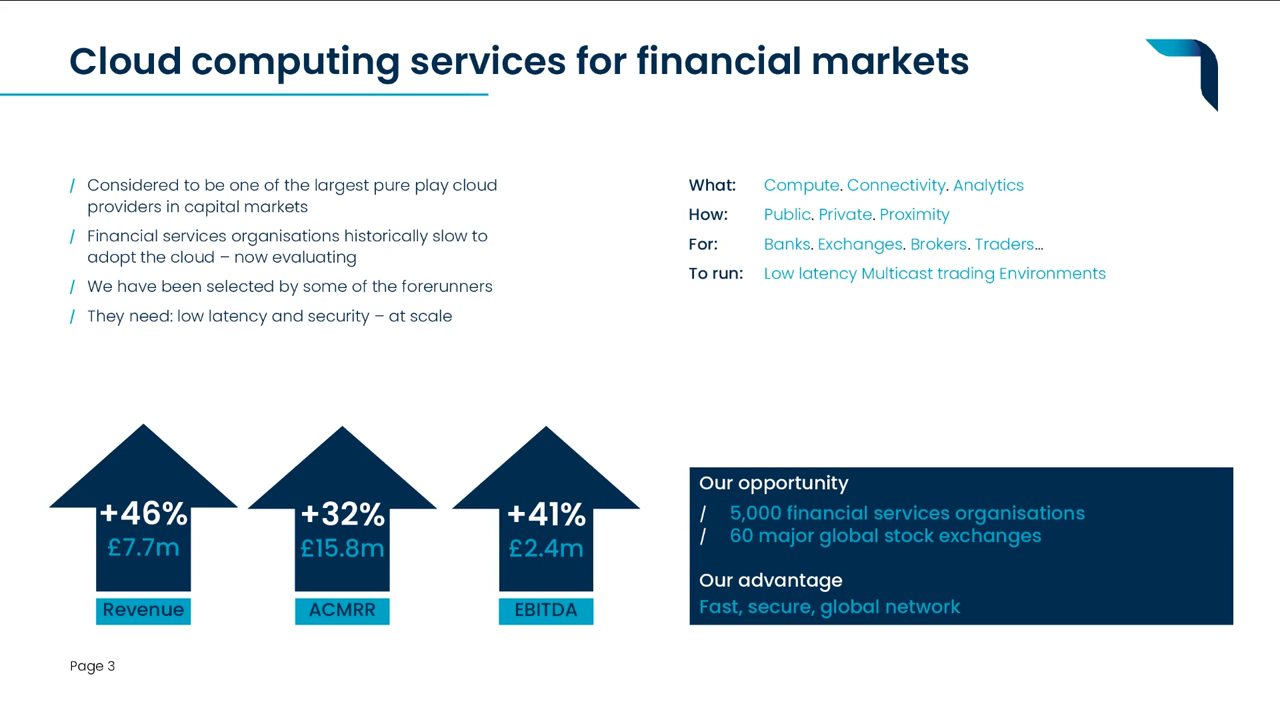 Cloud computing services for financial markets
/ Considered to be one of the largest pure play cloud
providers in capital markets
/ Financial services organisations historically slow to
adopt the cloud – now evaluating
/ We have been selected by some of the forerunners
/ They need: low latency and security – at scale
What: Compute. Connectivity. Analytics
How: Public. Private. Proximity
For: Banks. Exchanges. Brokers. Traders...
To run: Low latency Multicast trading Environments
+46%
£7.7m
Revenue
+32%
£15.8m
ACMRR
+41%
£2.4m
EBITDA
Our opportunity
/ 5,000 financial services organisations
/ 60 major global stock exchanges
Our advantage
Fast, secure, global network
Page 3